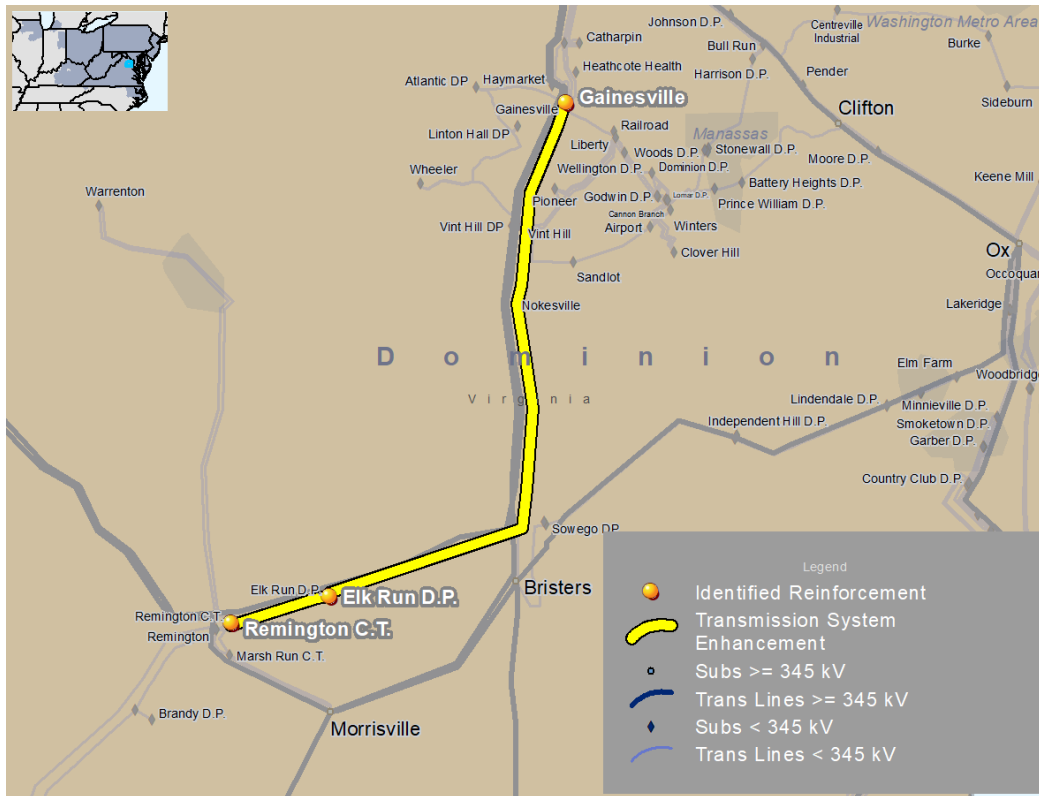 Johnson D.P.
Washington Metro Area
Catharpin
Centreville
Industrial
Burke
Bull Run
Heathcote Health
Harrison D.P.
Pender
Atlantic DP
Haymarket
Gainesville
Sideburn
Gainesville
Clifton
Linton Hall DP
Railroad
Manassas
Liberty
Woods D.P.
Stonewall D.P.
Moore D.P.
Wheeler
Wellington D.P.
Dominion D.P.
Keene Mill
Warrenton
Battery Heights D.P.
Pioneer
Godwin D.P.
Lomar D.P.
Prince William D.P.
Cannon Branch
Vint Hill DP
Vint Hill
Airport
Winters
Clover Hill
Ox
Sandlot
Occoquan
Nokesville
Lakeridge
Dominion
Elm Farm
Woodbridge
Virginia
Lindendale D.P.
Minnieville D.P.
Independent Hill D.P.
Smoketown D.P.
Garber D.P.
Country Club D.P.
Sowego DP
Bristers
Elk Run D.P.
Elk Run D.P.
Remington C.T.
Remington C.T.
Remington
Marsh Run C.T.
Brandy D.P.
Morrisville
Legend
Identified Reinforcement
Transmission System
Enhancement
Subs >= 345 kV
Trans Lines >= 345 kV
Subs < 345 kV
Trans Lines < 345 kV